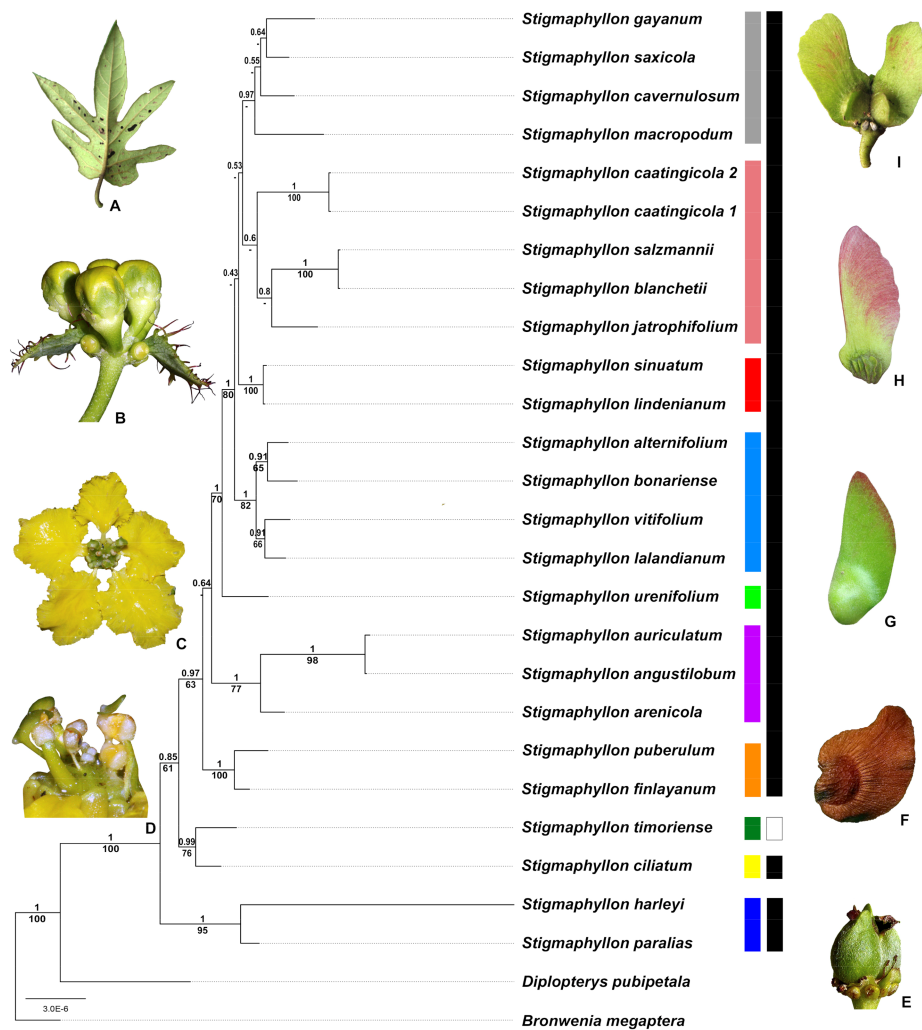 Stigmaphyllon gayanum
0.64
-
Stigmaphyllon saxicola
0.55
-
Stigmaphyllon cavernulosum
0.97
-
Stigmaphyllon macropodum
I
0.53
-
Stigmaphyllon caatingicola 2
1
100
A
Stigmaphyllon caatingicola 1
0.6
-
Stigmaphyllon salzmannii
1
100
0.43
-
Stigmaphyllon blanchetii
0.8
-
Stigmaphyllon jatrophifolium
Stigmaphyllon sinuatum
H
1
80
1
100
Stigmaphyllon lindenianum
B
Stigmaphyllon alternifolium
0.91
65
Stigmaphyllon bonariense
1
70
1
82
Stigmaphyllon vitifolium
0.91
66
Stigmaphyllon lalandianum
0.64
-
Stigmaphyllon urenifolium
G
Stigmaphyllon auriculatum
C
1
98
Stigmaphyllon angustilobum
0.97
63
1
77
Stigmaphyllon arenicola
Stigmaphyllon puberulum
0.85
61
1
100
Stigmaphyllon finlayanum
F
D
Stigmaphyllon timoriense
1
100
0.99
76
Stigmaphyllon ciliatum
Stigmaphyllon harleyi
1
100
1
95
Stigmaphyllon paralias
Diplopterys pubipetala
E
3.0E-6
Bronwenia megaptera